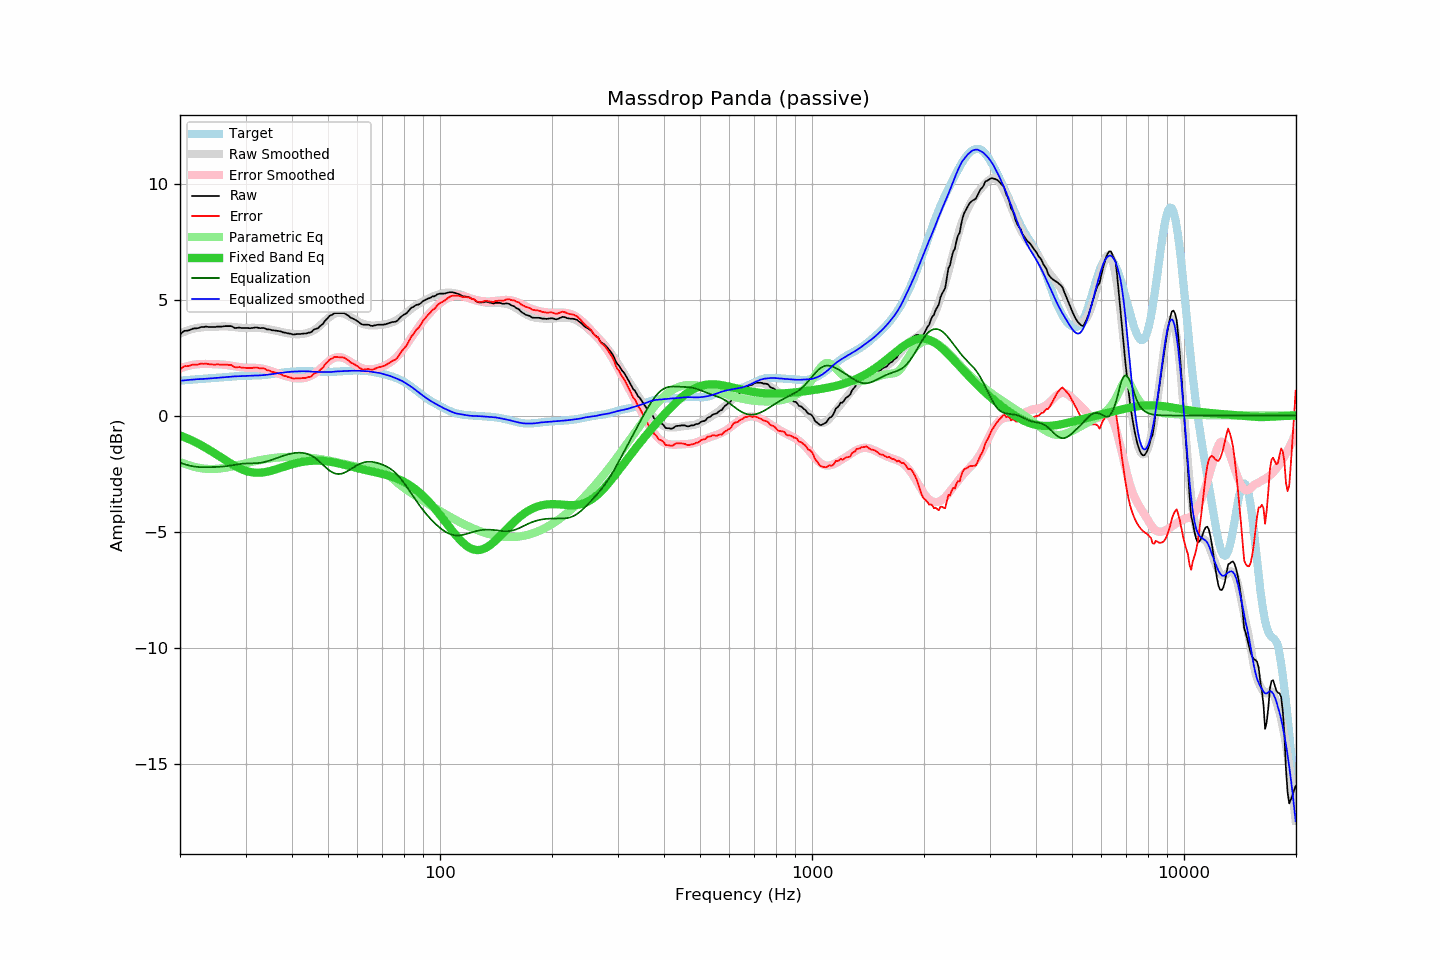 Massdrop Panda (passive)
Target
Raw Smoothed
Error Smoothed
Raw
Error
Parametric Eq
Fixed Band Eq
Equalization
Equalized smoothed
10
5
0
−5
−10
−15
Amplitude (dBr)
100
1000
10000
Frequency (Hz)